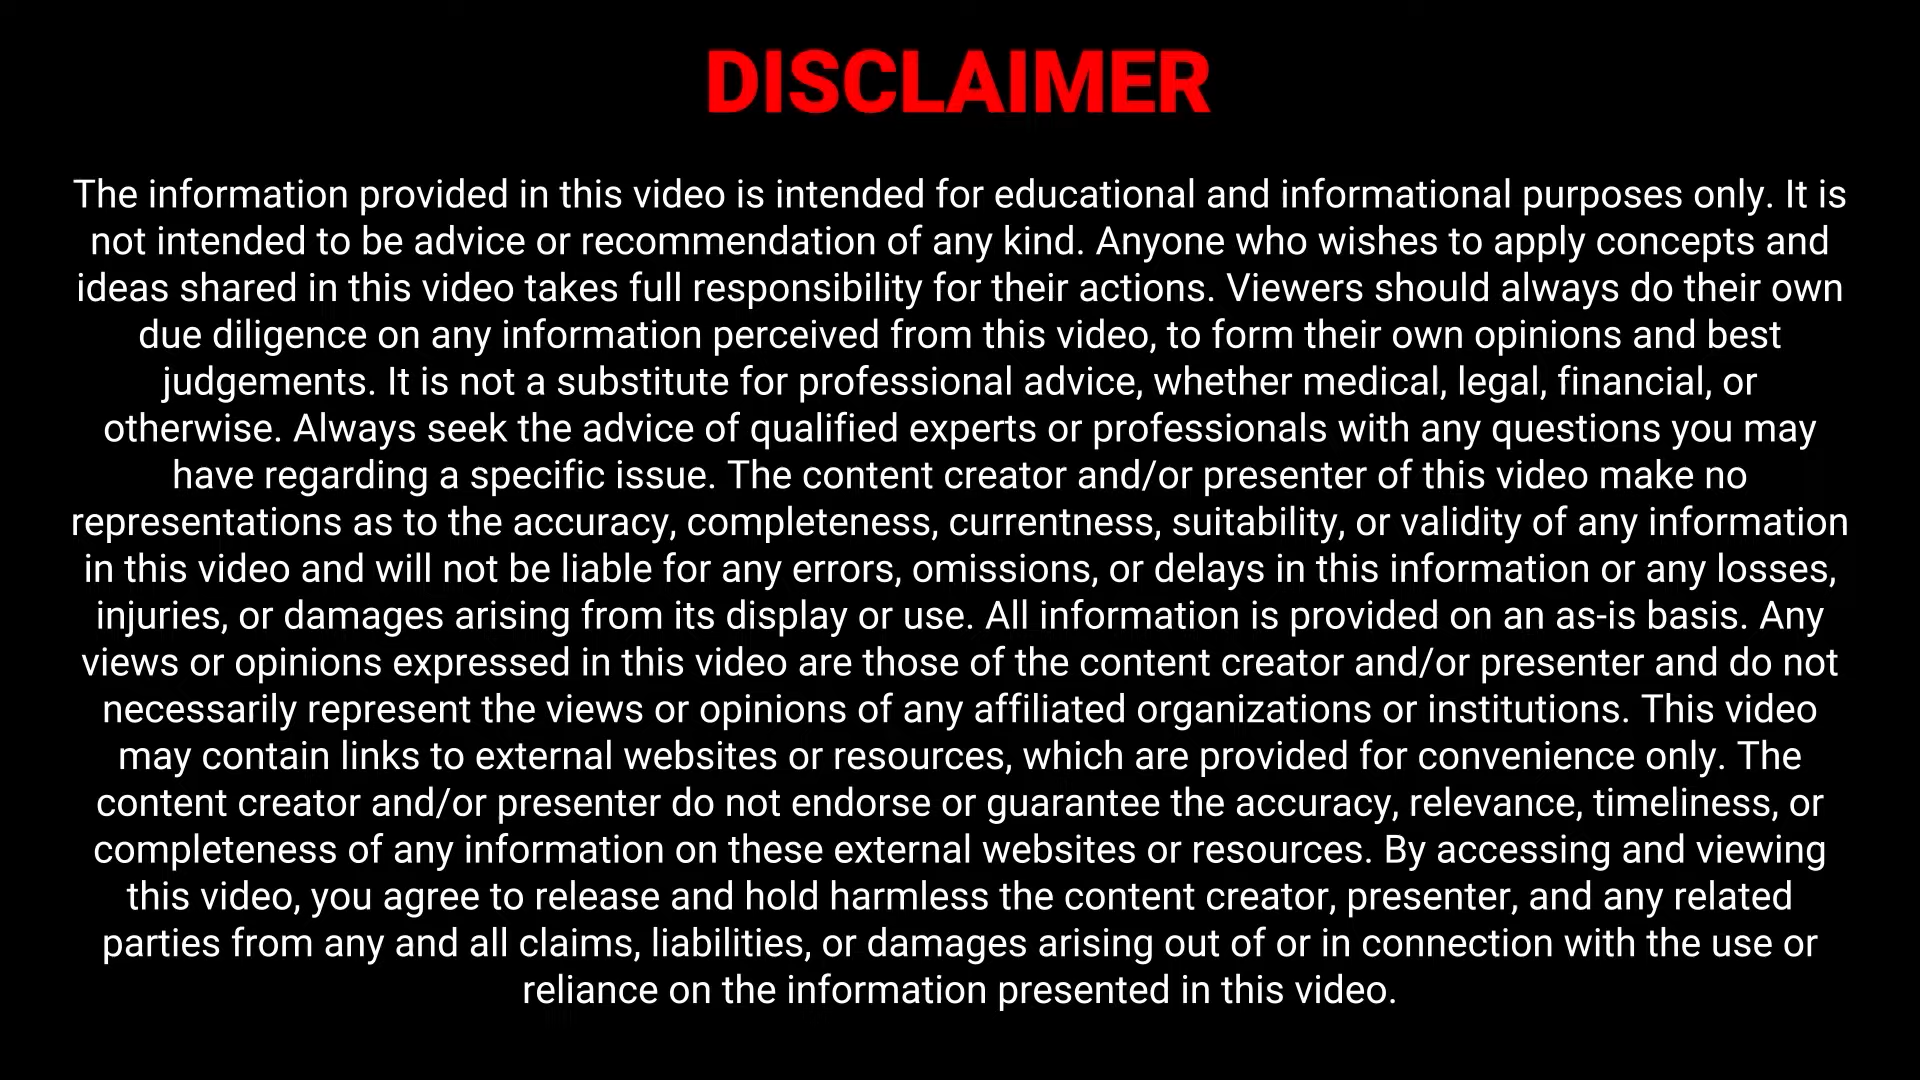 DISCLAIMER
The information provided in this video is intended for educational and informational purposes only. It is
not intended to be advice or recommendation of any kind. Anyone who wishes to apply concepts and
ideas shared in this video takes full responsibility for their actions. Viewers should always do their own
due diligence on any information perceived from this video, to form their own opinions and best
judgements. It is not a substitute for professional advice, whether medical, legal, financial, or
otherwise. Always seek the advice of qualified experts or professionals with any questions you may
have regarding a specific issue. The content creator and/or presenter of this video make no
representations as to the accuracy, completeness, currentness, suitability, or validity of any information
in this video and will not be liable for any errors, omissions, or delays in this information or any losses,
injuries, or damages arising from its display or use. All information is provided on an as-is basis. Any
views or opinions expressed in this video are those of the content creator and/or presenter and do not
necessarily represent the views or opinions of any affiliated organizations or institutions. This video
may contain links to external websites or resources, which are provided for convenience only. The
content creator and/or presenter do not endorse or guarantee the accuracy, relevance, timeliness, or
completeness of any information on these external websites or resources. By accessing and viewing
this video, you agree to release and hold harmless the content creator, presenter, and any related
parties from any and all claims, liabilities, or damages arising out of or in connection with the use or
reliance on the information presented in this video.